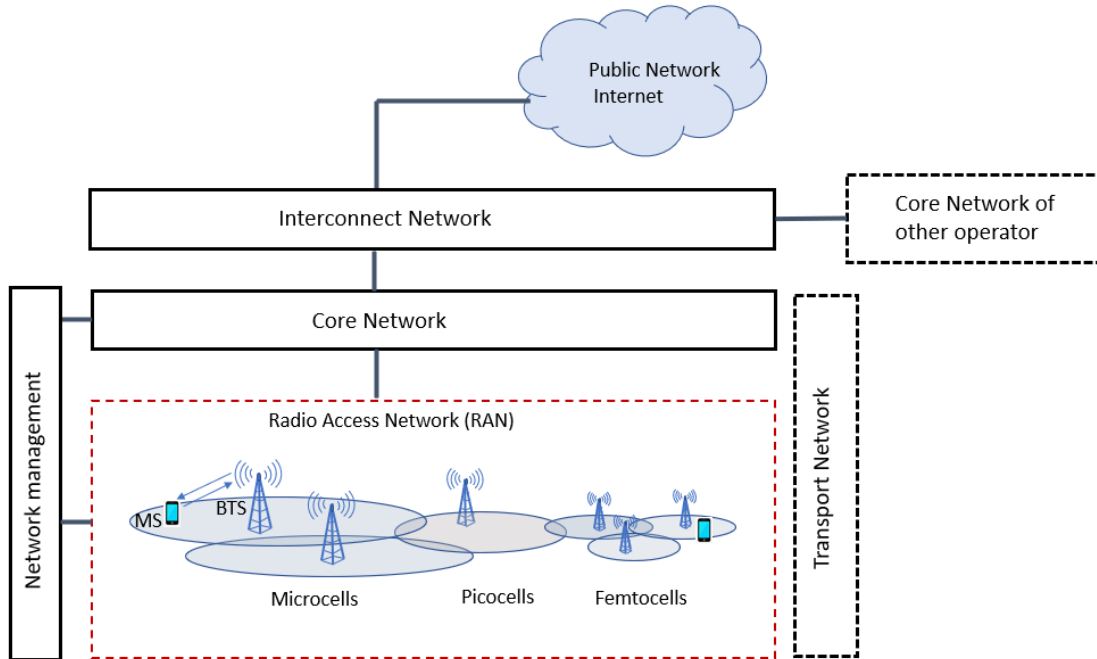 Public Network
Internet
Interconnect Network
Core Network of
other operator
Core Network
Network management
Transport Network
Radio Access Network (RAN)
MS
BTS
Microcells
Picocells
Femtocells